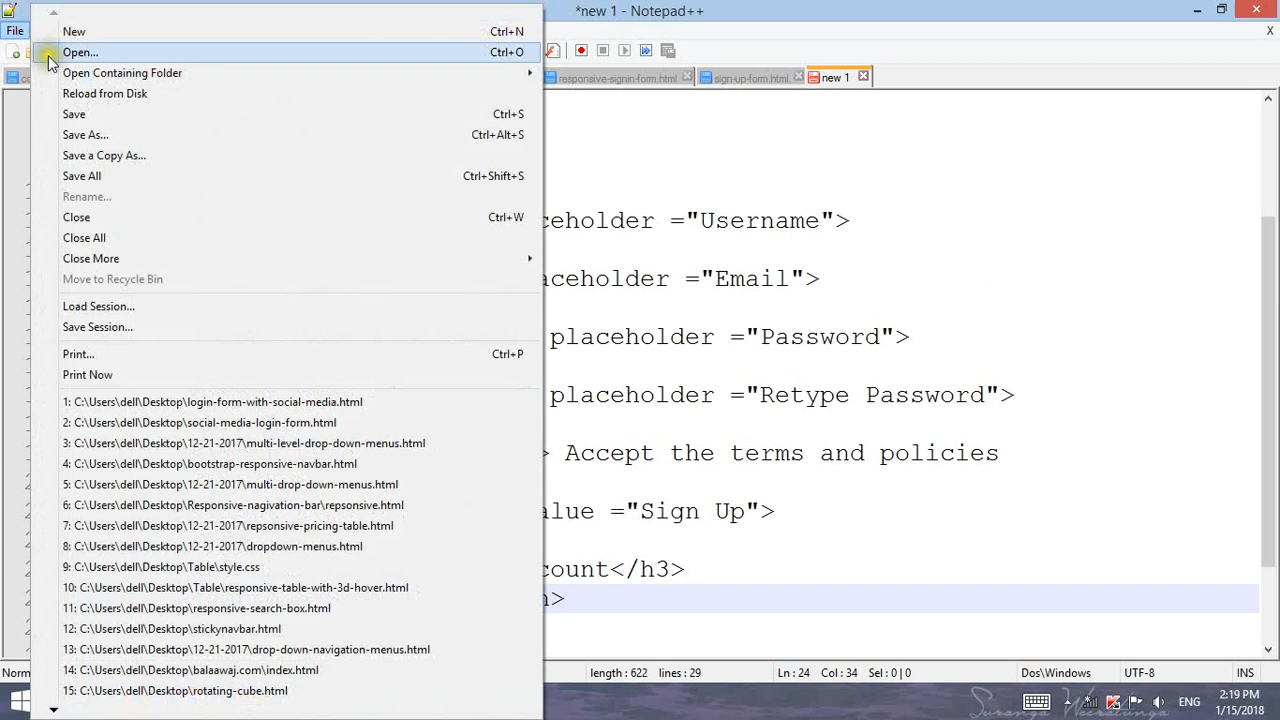 *new 1 - Notepad++
File
X
New Ctrl+N
Open... Ctrl+O
Open Containing Folder
Reload from Disk
Save Ctrl+S
Save As... Ctrl+Alt+S
Save a Copy As...
Save All Ctrl+Shift+S
Rename...
Close Ctrl+W
Close All
Close More
Move to Recycle Bin
Load Session...
Save Session...
Print... Ctrl+P
Print Now
1: C:\Users\dell\Desktop\login-form-with-social-media.html
2: C:\Users\dell\Desktop\social-media-login-form.html
3: C:\Users\dell\Desktop\12-21-2017\multi-level-drop-down-menus.html
4: C:\Users\dell\Desktop\bootstrap-responsive-navbar.html
5: C:\Users\dell\Desktop\12-21-2017\multi-drop-down-menus.html
6: C:\Users\dell\Desktop\Responsive-nagivation-bar\repsonsive.html
7: C:\Users\dell\Desktop\12-21-2017\repsonsive-pricing-table.html
8: C:\Users\dell\Desktop\12-21-2017\dropdown-menus.html
9: C:\Users\dell\Desktop\Table\style.css
10: C:\Users\dell\Desktop\Table\responsive-table-with-3d-hover.html
11: C:\Users\dell\Desktop\responsive-search-box.html
12: C:\Users\dell\Desktop\stickynavbar.html
13: C:\Users\dell\Desktop\12-21-2017\drop-down-navigation-menus.html
14: C:\Users\dell\Desktop\balaawaj.com\index.html
15: C:\Users\dell\Desktop\rotating-cube.html
responsive-signin-form.html sign-up-form.html new 1
ceholder ="Username">
aceholder ="Email">
placeholder ="Password">
placeholder ="Retype Password">
> Accept the terms and policies
alue ="Sign Up">
count</h3>
>
Norm length : 622 lines : 29 Ln : 24 Col : 34 Sel : 0 | 0 Dos\Windows UTF-8 INS
Suranga Weeratunga
ENG
2:19 PM
1/15/2018